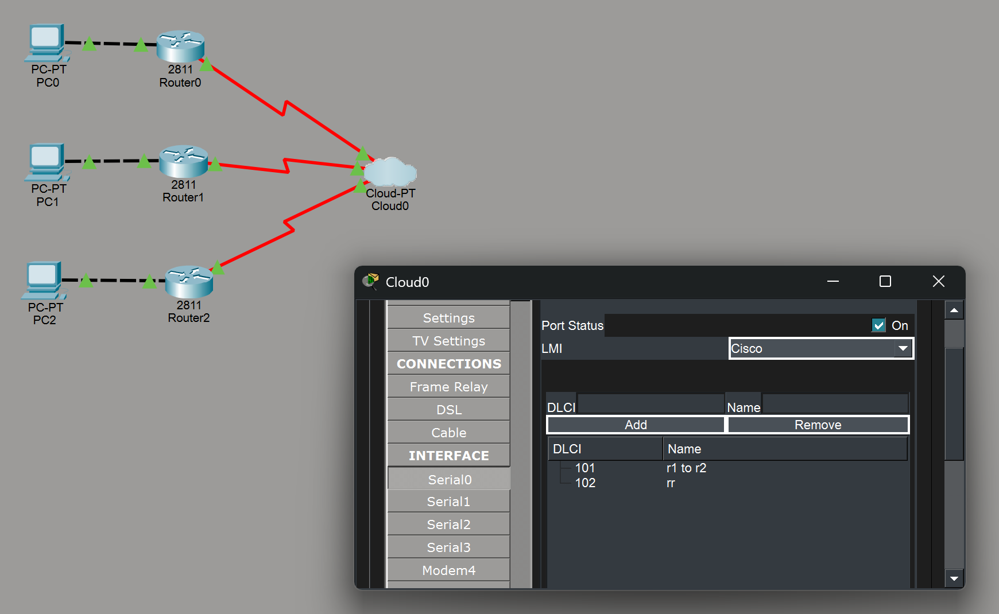 PC-PT
PC0
2811
Router0
PC-PT
PC1
2811
Router1
Cloud-PT
Cloud0
PC-PT
PC2
2811
Router2
Cloud0
Settings
TV Settings
CONNECTIONS
Frame Relay
DSL
Cable
INTERFACE
Serial0
Serial1
Serial2
Serial3
Modem4
Port Status On
LMI Cisco
DLCI Name
Add Remove
DLCI Name
101 r1 to r2
102 rr